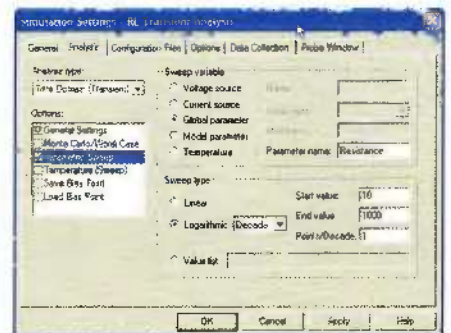 Simulation Settings - RL transient analysis
General Analysis Configuration Files Options Data Collection Probe Window
Analysis type:
Time Domain (Transient)
Options:
General Settings
Monte Carlo/Worst Case
Parametric Sweep
Temperature (Sweep)
Save Bias Point
Load Bias Point
Sweep variable
Voltage source
Current source
Global parameter
Model parameter
Temperature
Parameter name: Resistance
Sweep type
Linear
Logarithmic Decade
Value list
Start value: 10
End value: 1000
Points/Decade: 1
OK Cancel Apply Help